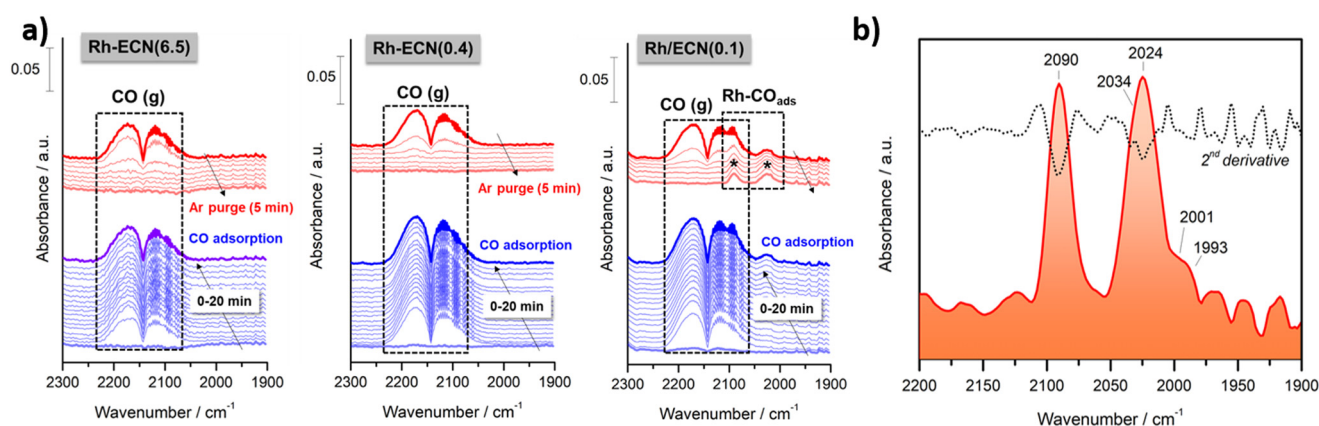 a)
Rh-ECN(6.5)
0.05
CO (g)
Ar purge (5 min)
CO adsorption
0-20 min
Absorbance / a.u.
2300 2200 2100 2000 1900
Wavenumber / cm⁻¹
Rh-ECN(0.4)
0.05
CO (g)
Ar purge (5 min)
CO adsorption
0-20 min
Absorbance / a.u.
2300 2200 2100 2000 1900
Wavenumber / cm⁻¹
Rh/ECN(0.1)
0.05
Rh-COads
CO (g)
* *
CO adsorption
0-20 min
Absorbance / a.u.
2300 2200 2100 2000 1900
Wavenumber / cm⁻¹
b)
2090
2024
2034
2nd derivative
2001
1993
Absorbance / a.u.
2200 2150 2100 2050 2000 1950 1900
Wavenumber / cm⁻¹